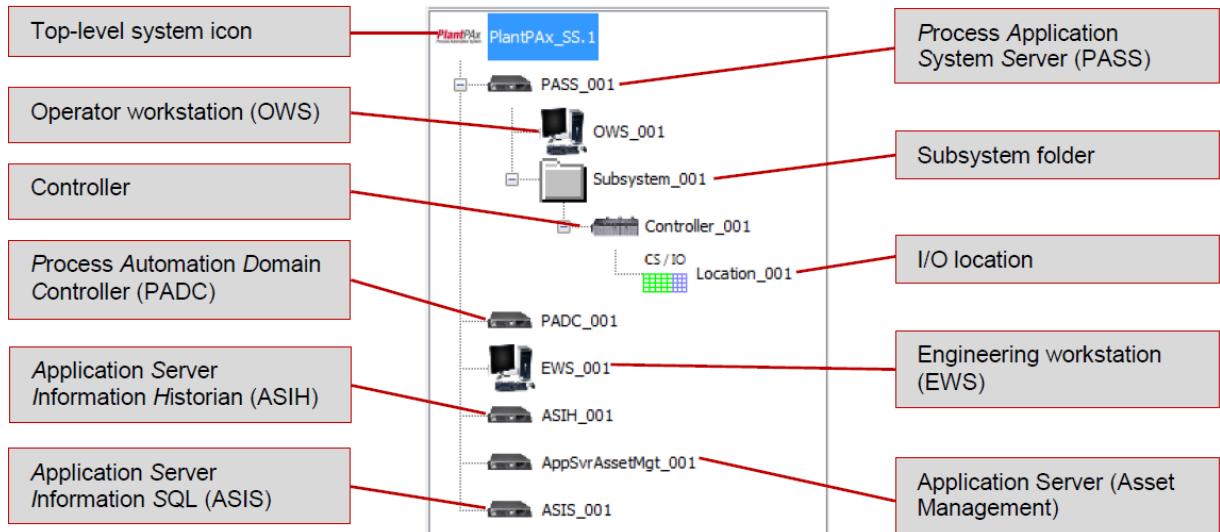 Top-level system icon
Operator workstation (OWS)
Controller
Process Automation Domain
Controller (PADC)
Application Server
Information Historian (ASIH)
Application Server
Information SQL (ASIS)
PlantPAx
PlantPAx_SS.1
PASS_001
OWS_001
Subsystem_001
Controller_001
CS / IO
Location_001
PADC_001
EWS_001
ASIH_001
AppSvrAssetMgt_001
ASIS_001
Process Application
System Server (PASS)
Subsystem folder
I/O location
Engineering workstation
(EWS)
Application Server (Asset
Management)